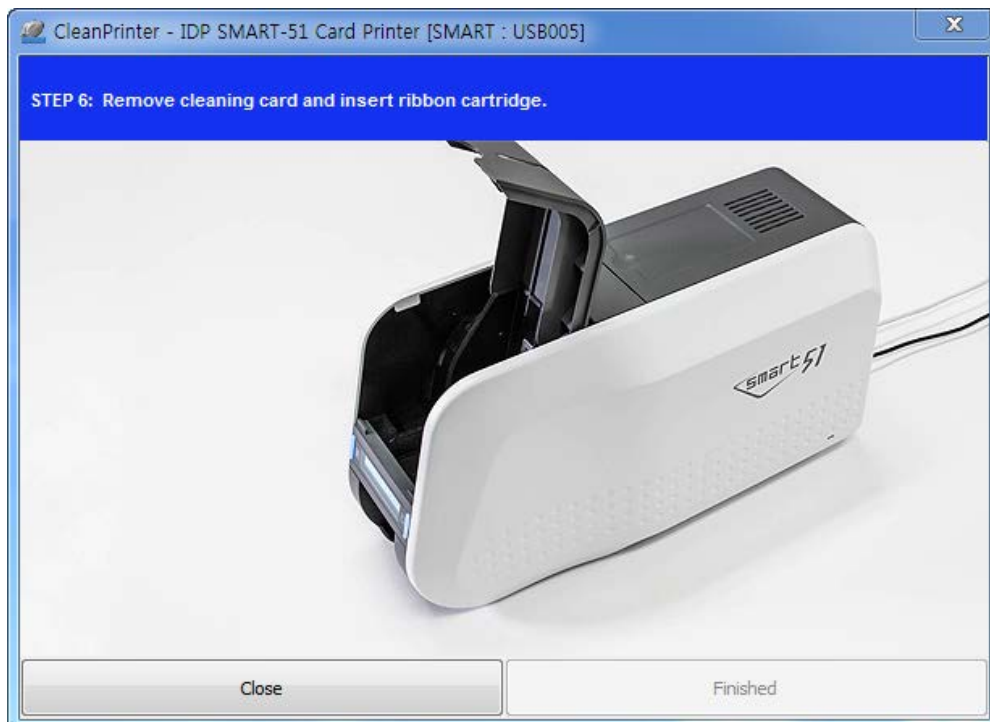 CleanPrinter - IDP SMART-51 Card Printer [SMART : USB005]
X
STEP 6: Remove cleaning card and insert ribbon cartridge.
smart 51
Close
Finished